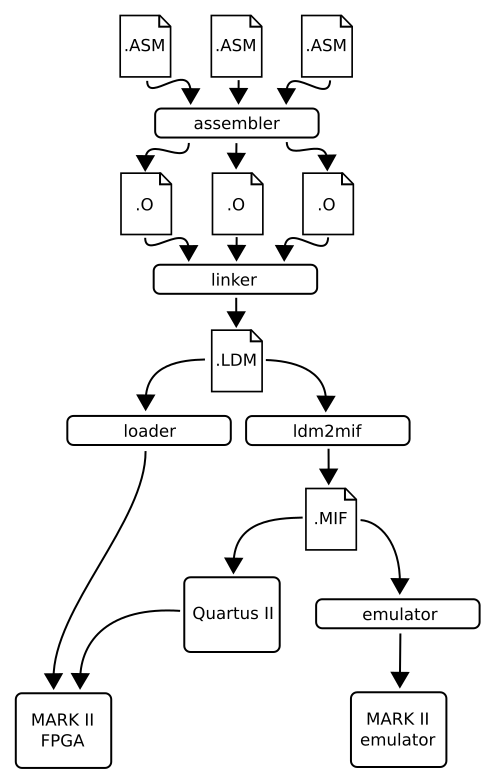 .ASM
.ASM
.ASM
assembler
.O
.O
.O
linker
.LDM
loader
ldm2mif
.MIF
Quartus II
emulator
MARK II
FPGA
MARK II
emulator